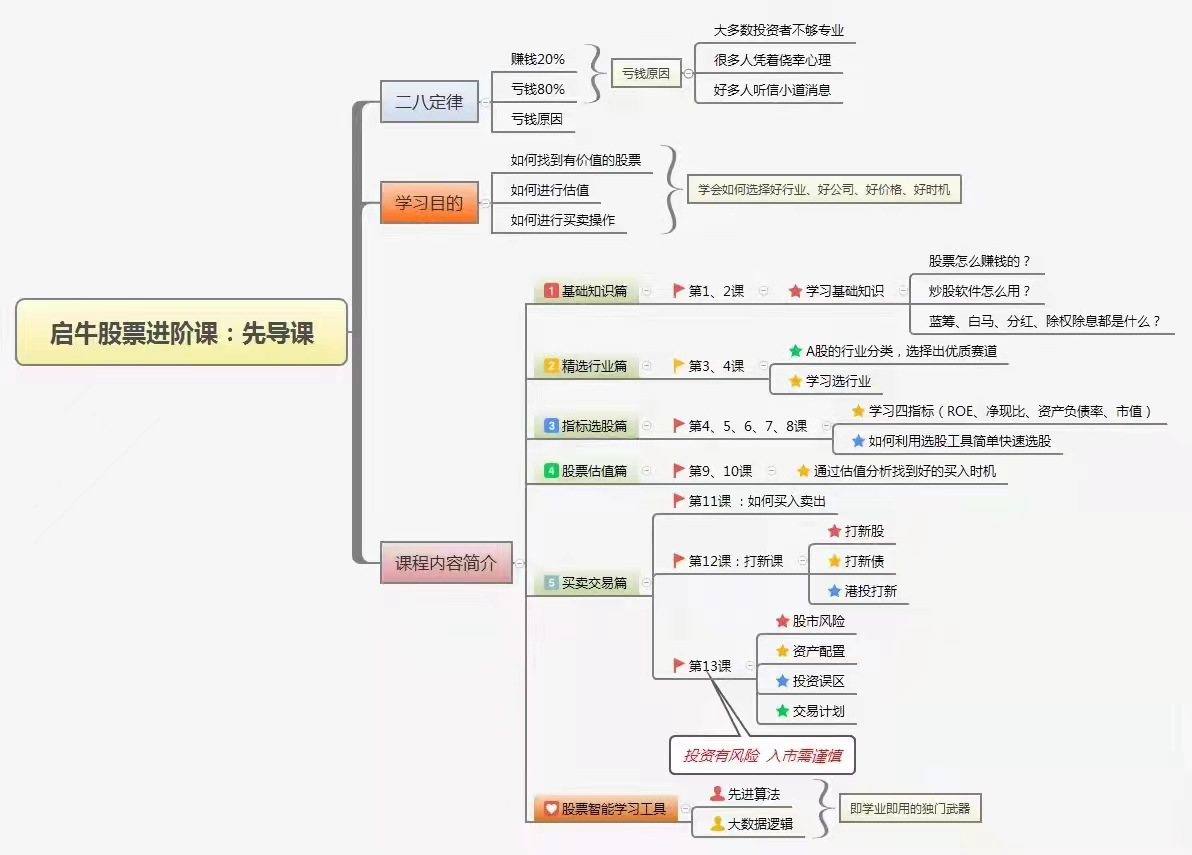 启牛股票进阶课：先导课
二八定律
赚钱20%
亏钱80%
亏钱原因
亏钱原因
大多数投资者不够专业
很多人凭着侥幸心理
好多人听信小道消息
学习目的
如何找到有价值的股票
如何进行估值
如何进行买卖操作
学会如何选择好行业、好公司、好价格、好时机
课程内容简介
1 基础知识篇
第1、2课
学习基础知识
股票怎么赚钱的？
炒股软件怎么用？
蓝筹、白马、分红、除权除息都是什么？
2 精选行业篇
第3、4课
A股的行业分类，选择出优质赛道
学习选行业
3 指标选股篇
第4、5、6、7、8课
学习四指标（ROE、净现比、资产负债率、市值）
如何利用选股工具简单快速选股
4 股票估值篇
第9、10课
通过估值分析找到好的买入时机
5 买卖交易篇
第11课 ：如何买入卖出
第12课：打新课
打新股
打新债
港投打新
第13课
股市风险
资产配置
投资误区
交易计划
投资有风险 入市需谨慎
股票智能学习工具
先进算法
大数据逻辑
即学业即用的独门武器